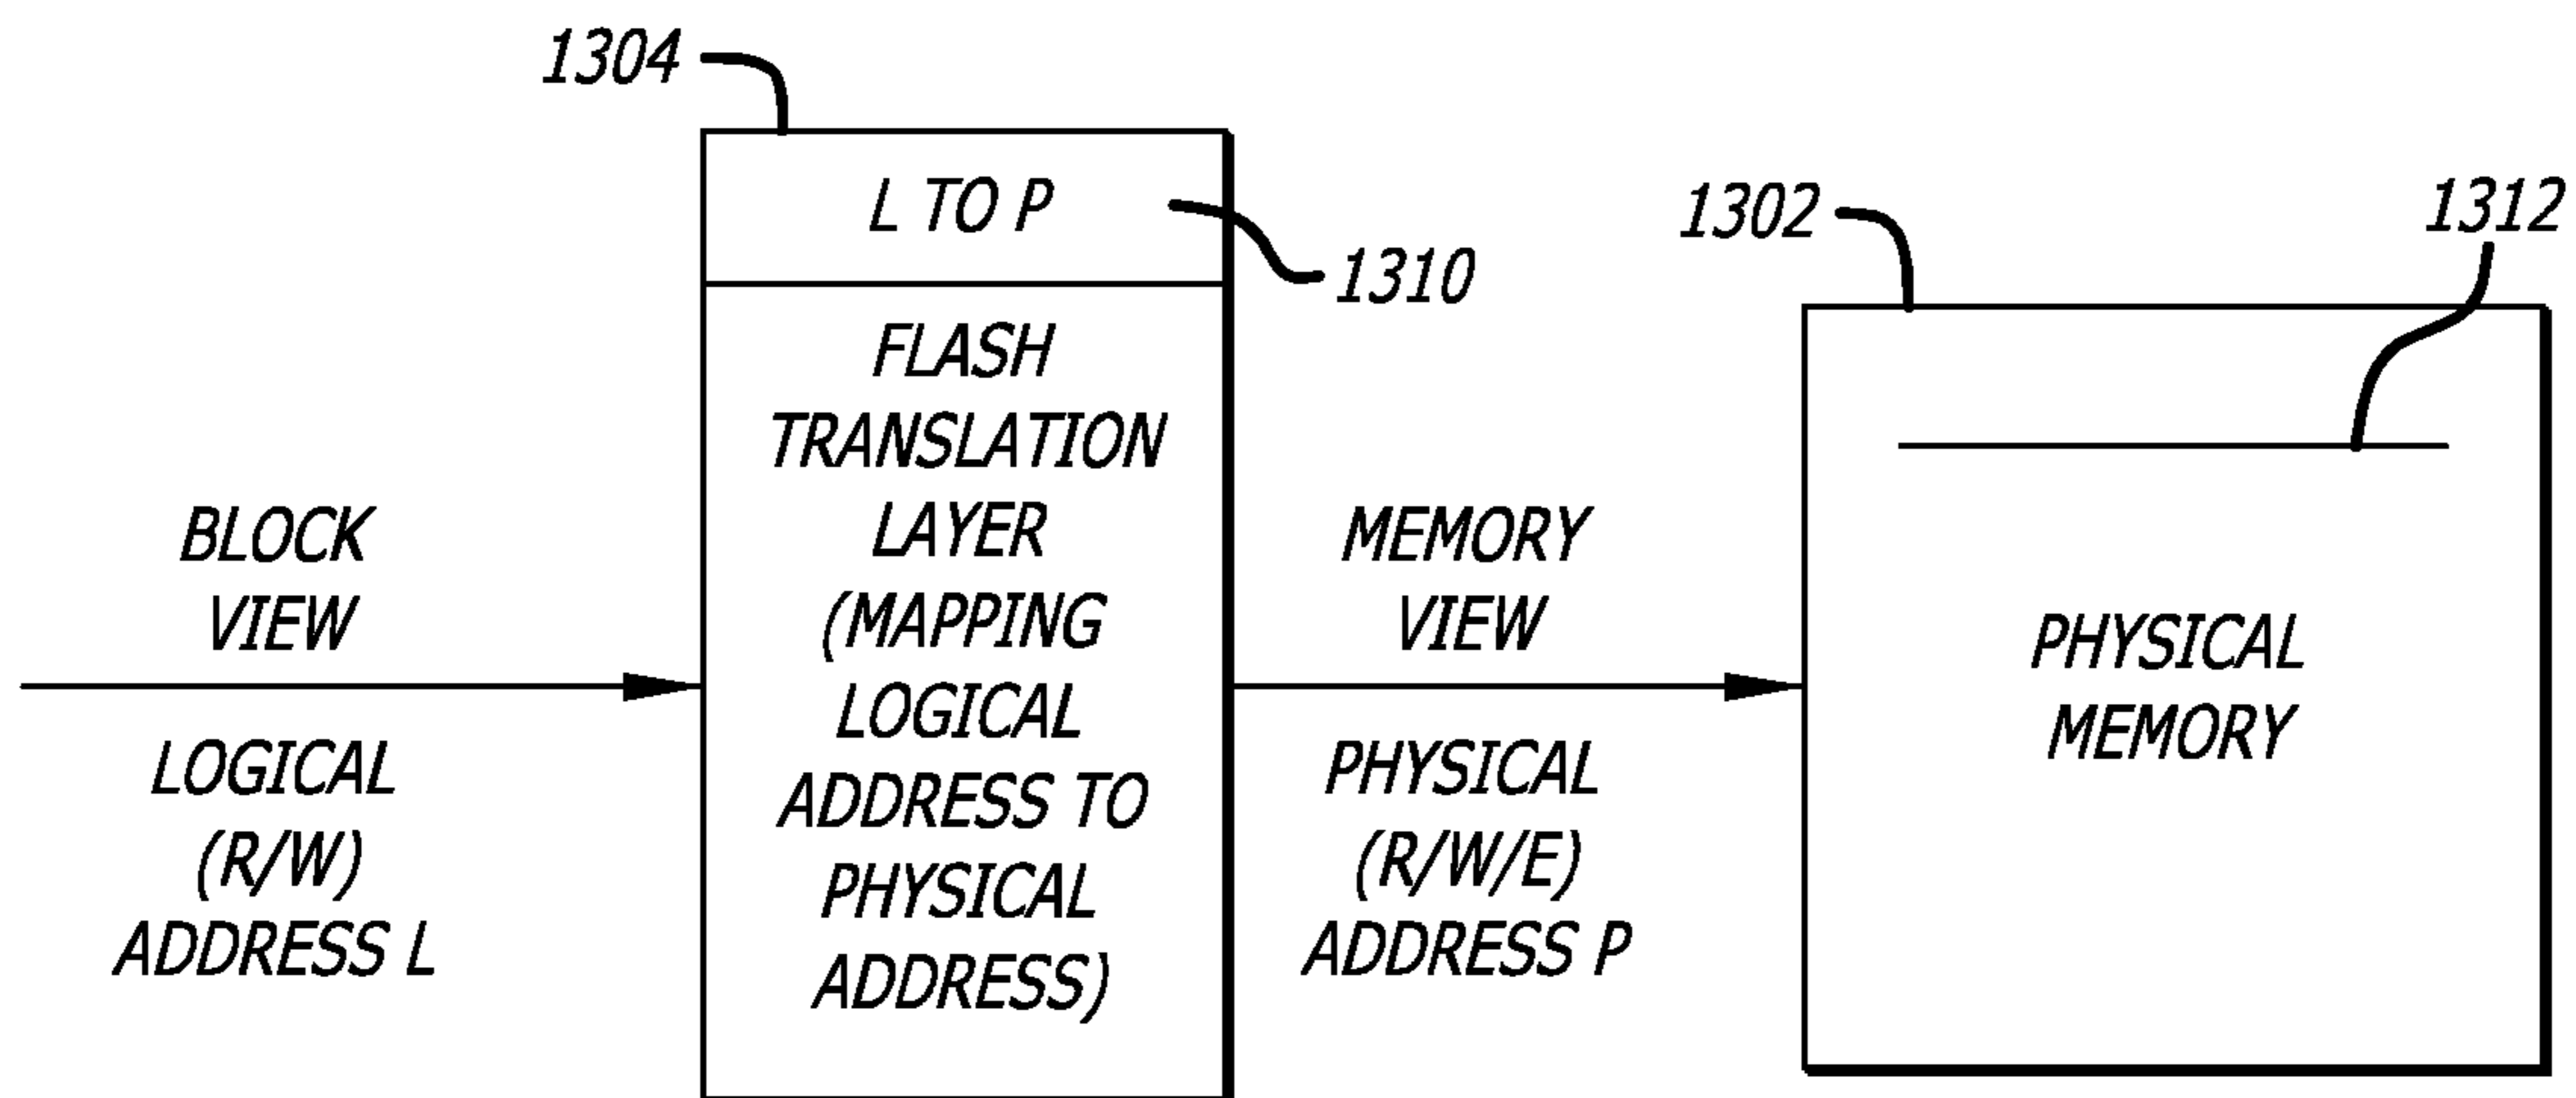 1304
L TO P
1310
1302
1312
BLOCK
VIEW
LOGICAL
(R/W)
ADDRESS L
FLASH
TRANSLATION
LAYER
(MAPPING
LOGICAL
ADDRESS TO
PHYSICAL
ADDRESS)
MEMORY
VIEW
PHYSICAL
(R/W/E)
ADDRESS P
PHYSICAL
MEMORY